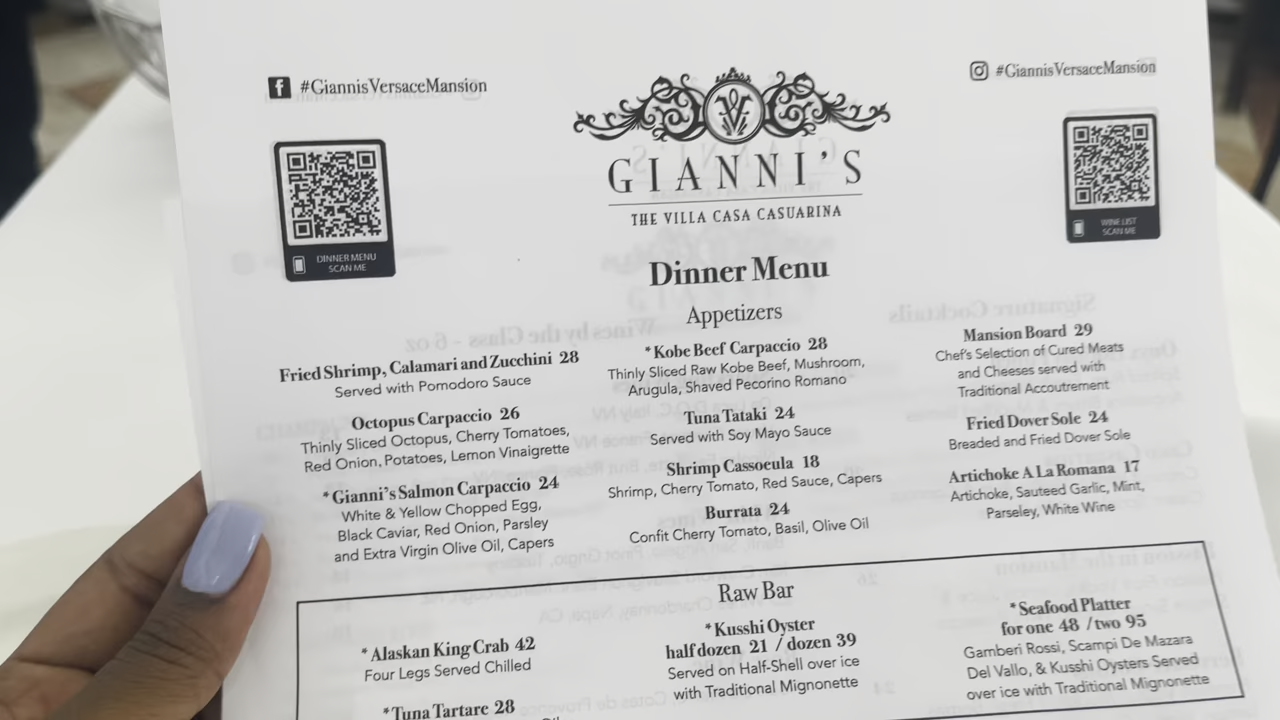 #GiannisVersaceMansion
#GiannisVersaceMansion
GIANNI'S
THE VILLA CASA CASUARINA
DINNER MENU
SCAN ME
WINE LIST
SCAN ME
Dinner Menu
Appetizers
Fried Shrimp, Calamari and Zucchini 28
Served with Pomodoro Sauce
Octopus Carpaccio 26
Thinly Sliced Octopus, Cherry Tomatoes,
Red Onion, Potatoes, Lemon Vinaigrette
*Gianni's Salmon Carpaccio 24
White & Yellow Chopped Egg,
Black Caviar, Red Onion, Parsley
and Extra Virgin Olive Oil, Capers
*Kobe Beef Carpaccio 28
Thinly Sliced Raw Kobe Beef, Mushroom,
Arugula, Shaved Pecorino Romano
Tuna Tataki 24
Served with Soy Mayo Sauce
Shrimp Cassoeula 18
Shrimp, Cherry Tomato, Red Sauce, Capers
Burrata 24
Confit Cherry Tomato, Basil, Olive Oil
Mansion Board 29
Chef's Selection of Cured Meats
and Cheeses served with
Traditional Accoutrement
Fried Dover Sole 24
Breaded and Fried Dover Sole
Artichoke A La Romana 17
Artichoke, Sauteed Garlic, Mint,
Parseley, White Wine
Raw Bar
*Alaskan King Crab 42
Four Legs Served Chilled
*Tuna Tartare 28
*Kusshi Oyster
half dozen 21 / dozen 39
Served on Half-Shell over ice
with Traditional Mignonette
*Seafood Platter
for one 48 / two 95
Gamberi Rossi, Scampi De Mazara
Del Vallo, & Kusshi Oysters Served
over ice with Traditional Mignonette